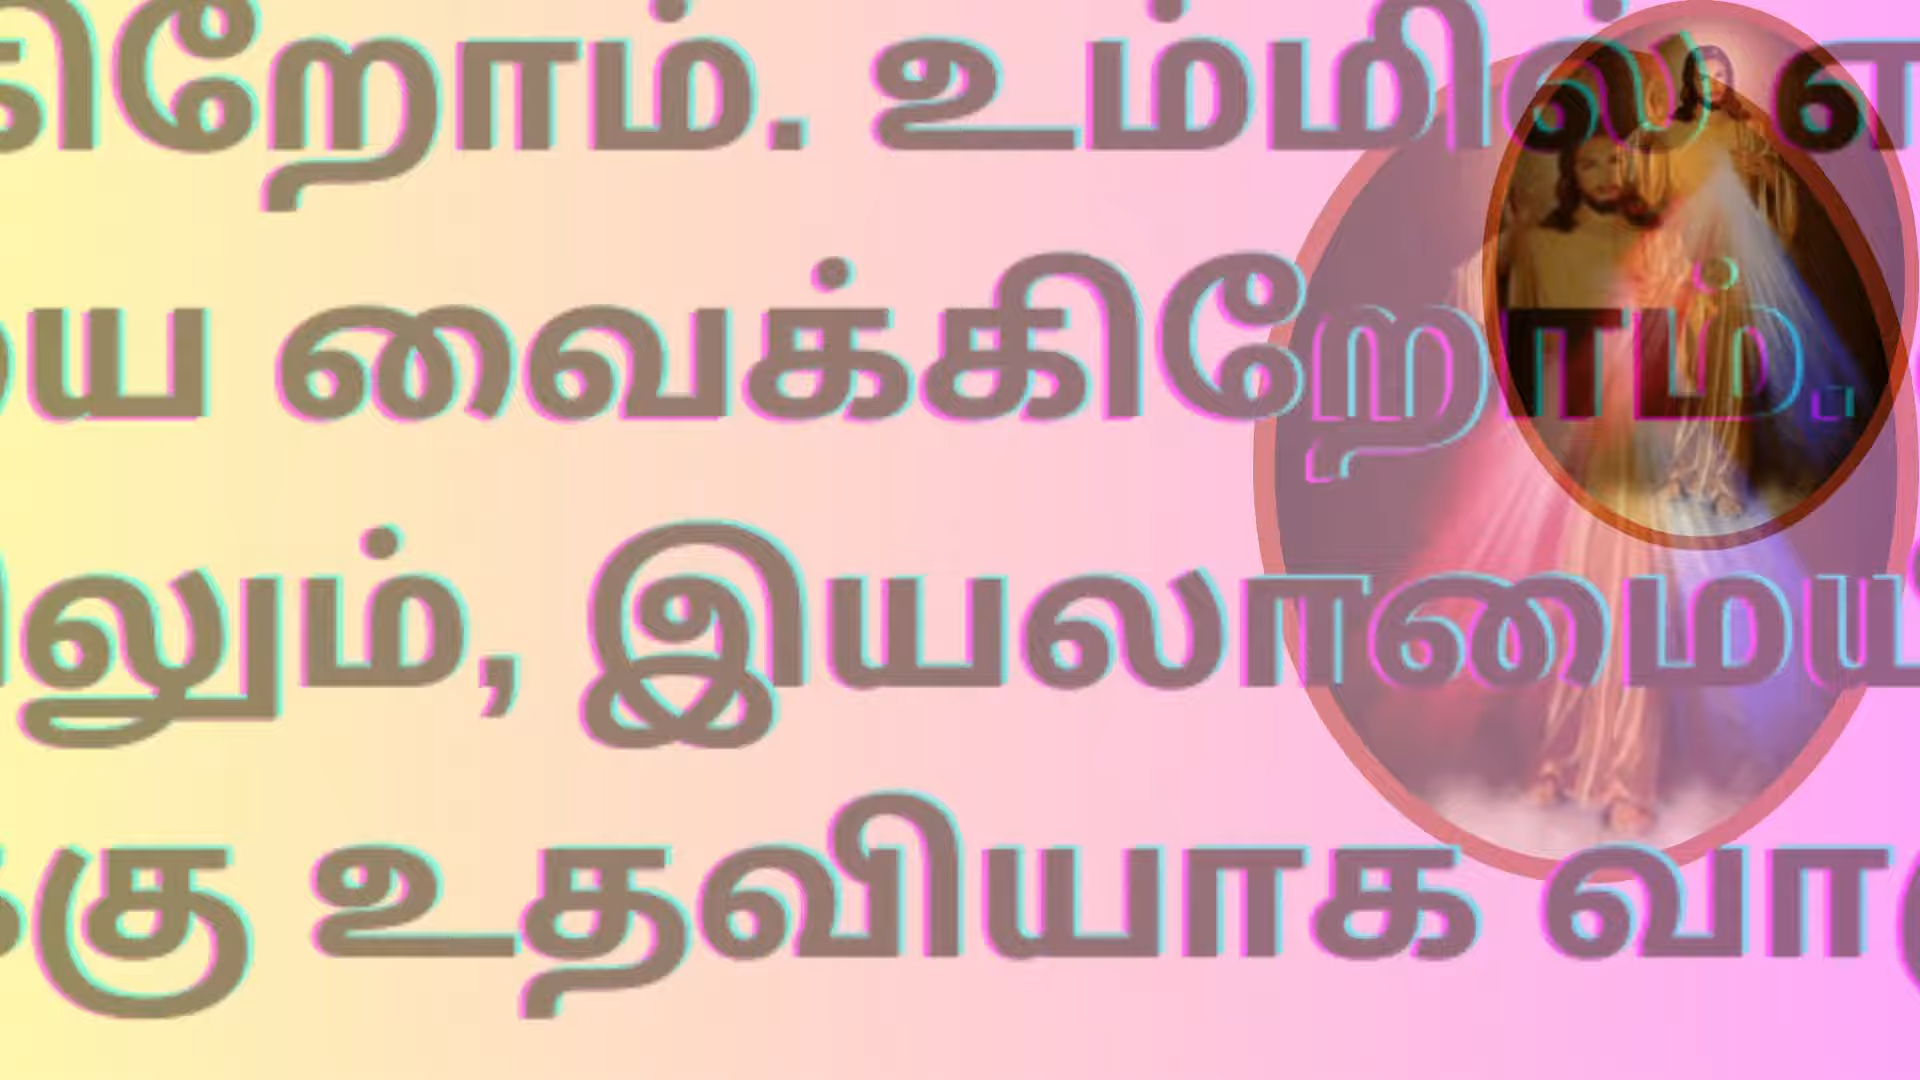 கிறோம். உம்மில் எ
யை வைக்கிறோம்.
லும், இயலாமையி
க்கு உதவியாக வா